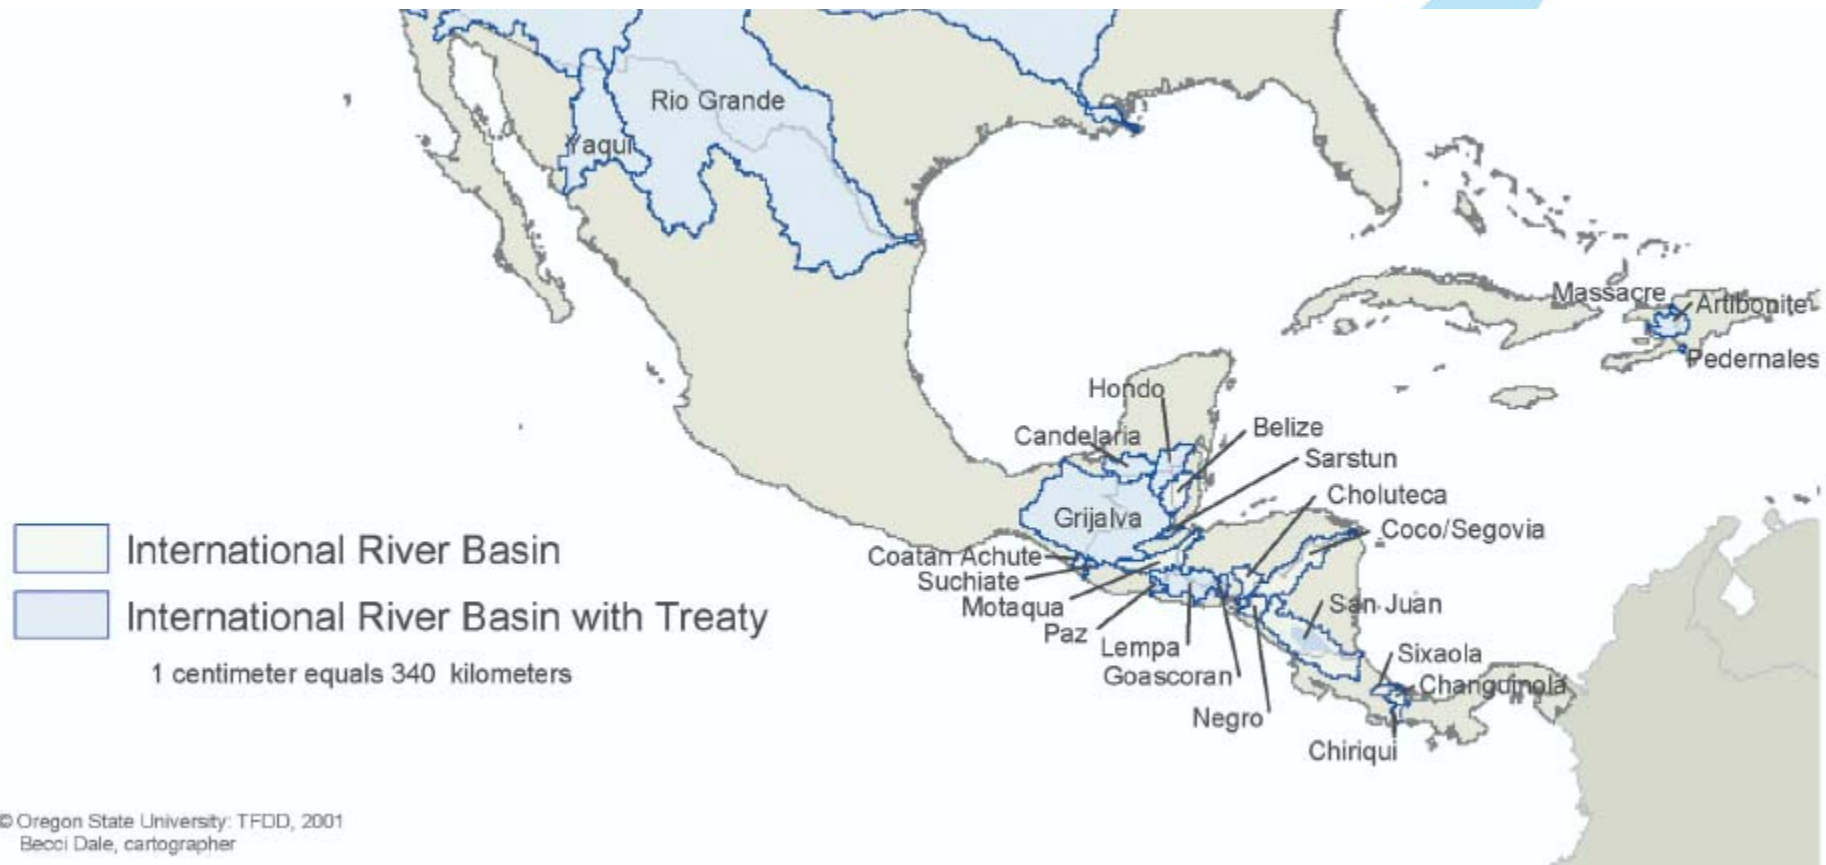 Rio Grande
Yaqui
Massacre
Artibonite
Pedernales
Hondo
Candelaria
Belize
Sarstun
Choluteca
Grijalva
Coco/Segovia
Coatan Achute
Suchiate
Motaqua
Paz
Lempa
Goascoran
Negro
San Juan
Sixaola
Changuinola
Chiriqui
International River Basin
International River Basin with Treaty
1 centimeter equals 340 kilometers
© Oregon State University: TFDD, 2001
Becci Dale, cartographer